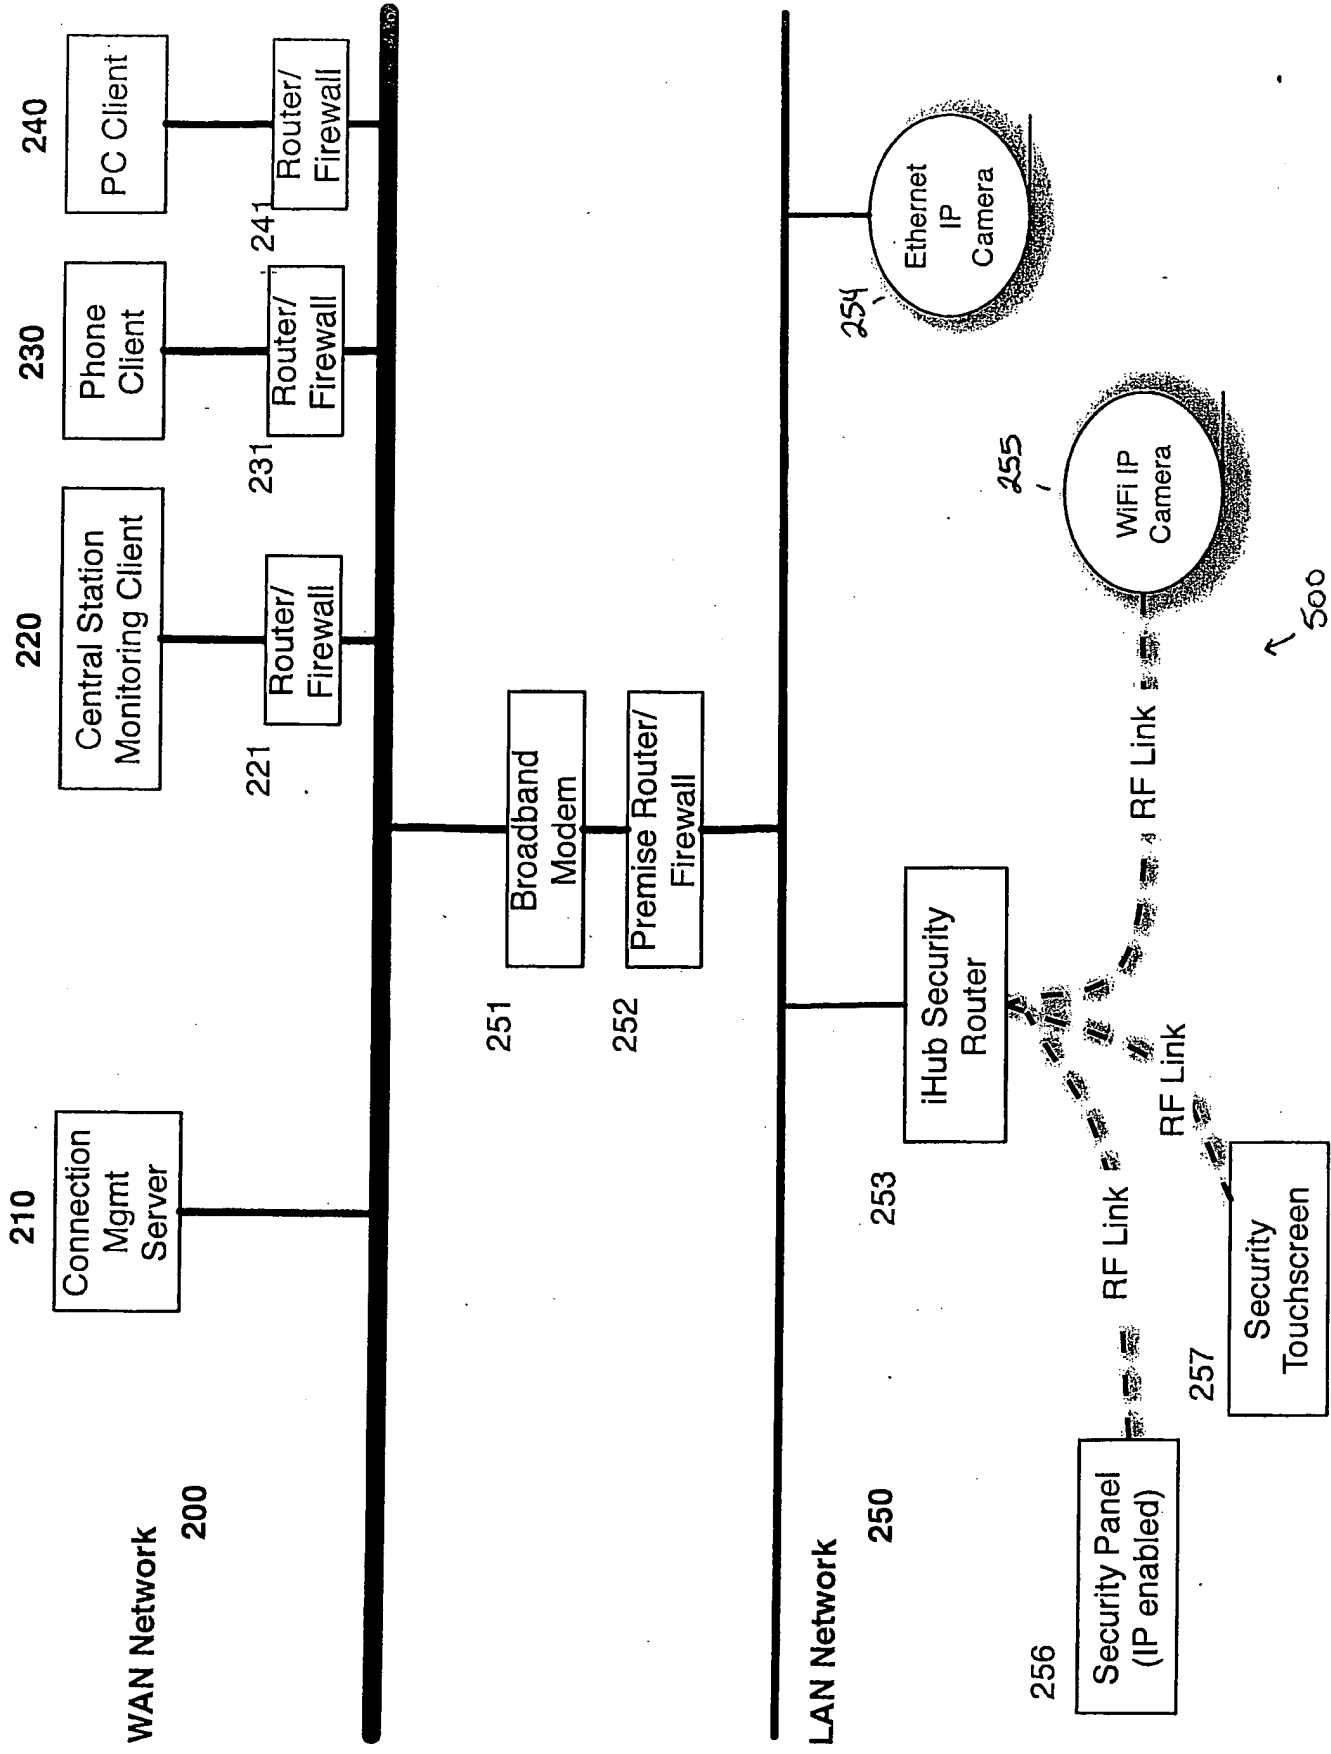 210
Connection
Mgmt
Server
220
Central Station
Monitoring Client
230
Phone
Client
240
PC Client
WAN Network
200
221
Router/
Firewall
231
Router/
Firewall
241
Router/
Firewall
251
Broadband
Modem
252
Premise Router/
Firewall
LAN Network
250
253
iHub Security
Router
254
Ethernet
IP
Camera
255
WiFi IP
Camera
256
Security Panel
(IP enabled)
RF Link
RF Link
RF Link
257
Security
Touchscreen
500